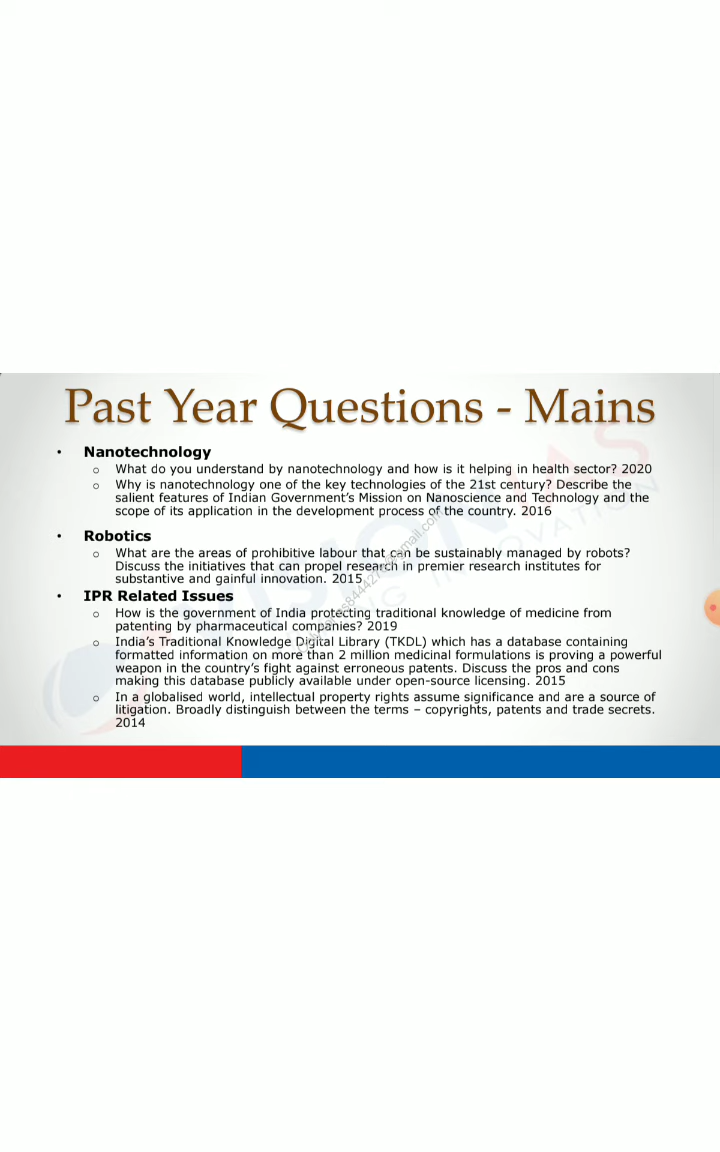 Past Year Questions - Mains
• Nanotechnology
o What do you understand by nanotechnology and how is it helping in health sector? 2020
o Why is nanotechnology one of the key technologies of the 21st century? Describe the
salient features of Indian Government's Mission on Nanoscience and Technology and the
scope of its application in the development process of the country. 2016
• Robotics
o What are the areas of prohibitive labour that can be sustainably managed by robots?
Discuss the initiatives that can propel research in premier research institutes for
substantive and gainful innovation. 2015
• IPR Related Issues
o How is the government of India protecting traditional knowledge of medicine from
patenting by pharmaceutical companies? 2019
o India's Traditional Knowledge Digital Library (TKDL) which has a database containing
formatted information on more than 2 million medicinal formulations is proving a powerful
weapon in the country's fight against erroneous patents. Discuss the pros and cons
making this database publicly available under open-source licensing. 2015
o In a globalised world, intellectual property rights assume significance and are a source of
litigation. Broadly distinguish between the terms – copyrights, patents and trade secrets.
2014